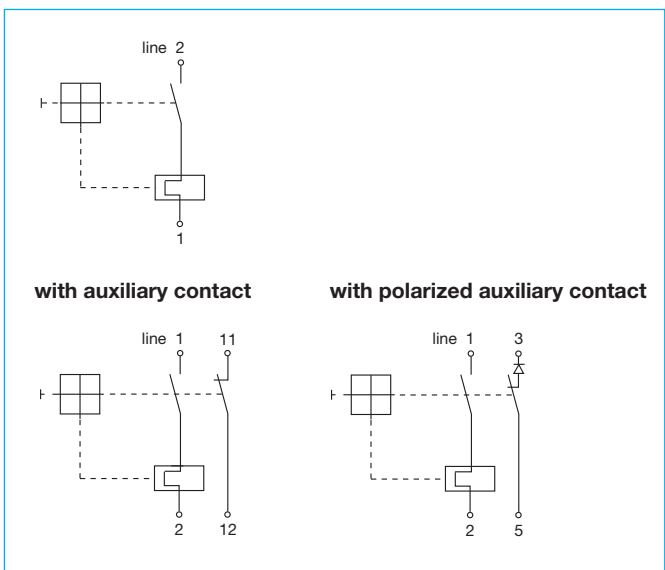 line 2
1
with auxiliary contact
with polarized auxiliary contact
line 1 11
line 1 3
2 12
2 5